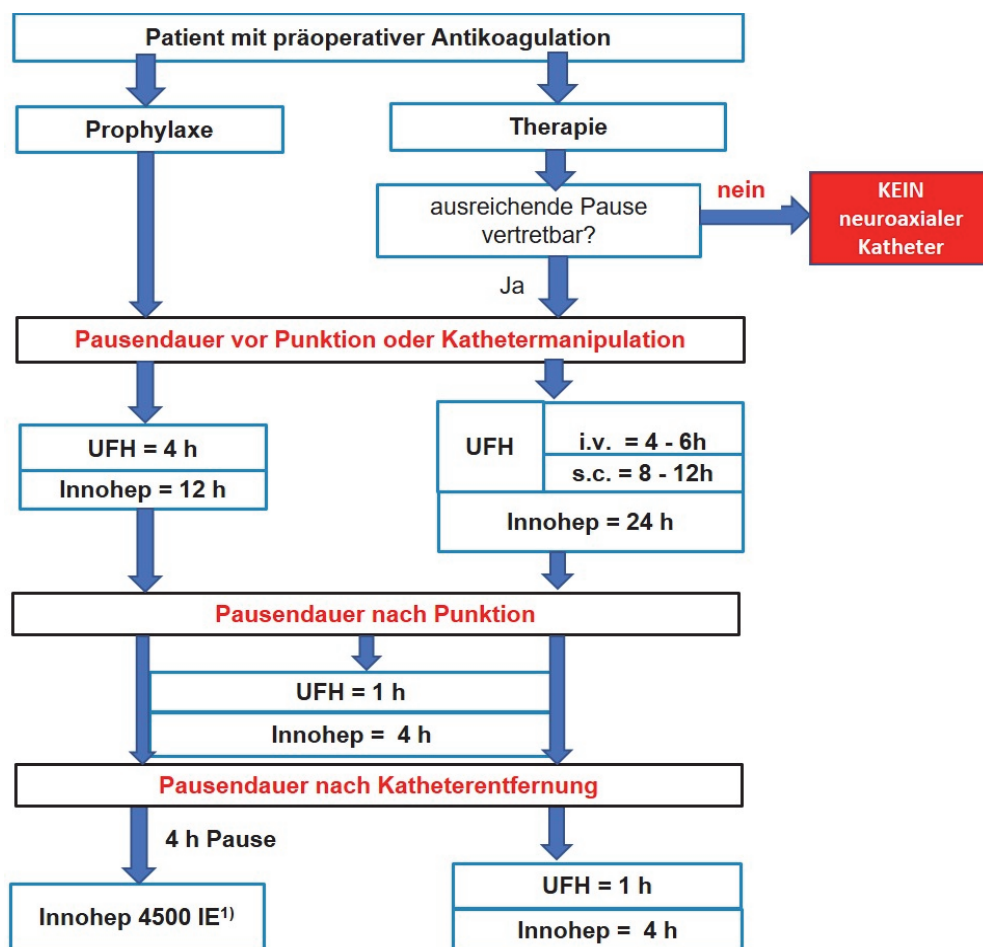 Patient mit präoperativer Antikoagulation
Prophylaxe
Therapie
ausreichende Pause
vertretbar?
nein
KEIN
neuroaxialer
Katheter
Ja
Pausendauer vor Punktion oder Kathetermanipulation
UFH = 4 h
Innohep = 12 h
UFH
i.v. = 4 - 6h
s.c. = 8 - 12h
Innohep = 24 h
Pausendauer nach Punktion
UFH = 1 h
Innohep = 4 h
Pausendauer nach Katheterentfernung
4 h Pause
Innohep 4500 IE¹⁾
UFH = 1 h
Innohep = 4 h